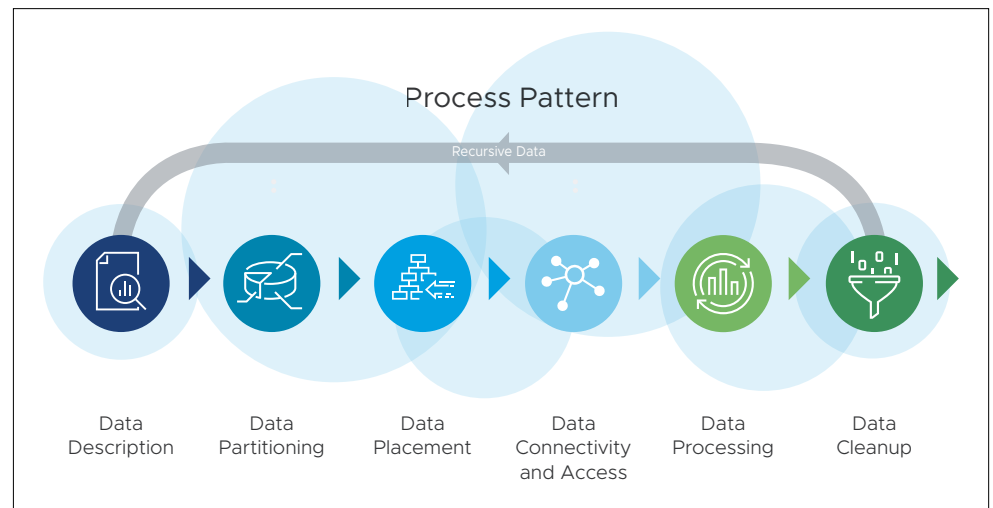 Process Pattern
Recursive Data
Data
Description
Data
Partitioning
Data
Placement
Data
Connectivity
and Access
Data
Processing
Data
Cleanup